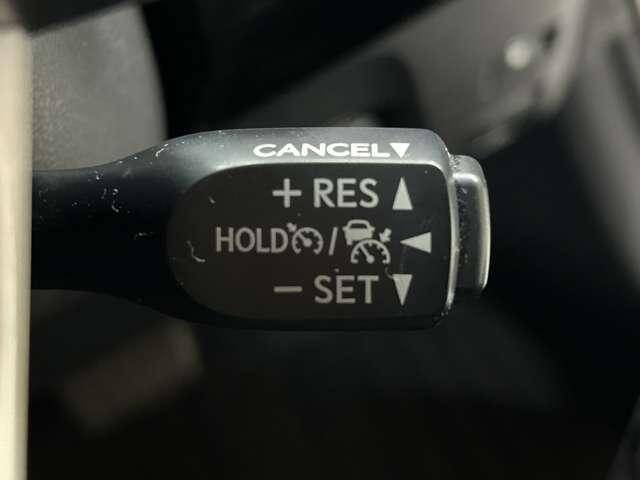 CANCEL▼
+ RES ▲
HOLD / ◀
− SET ▼